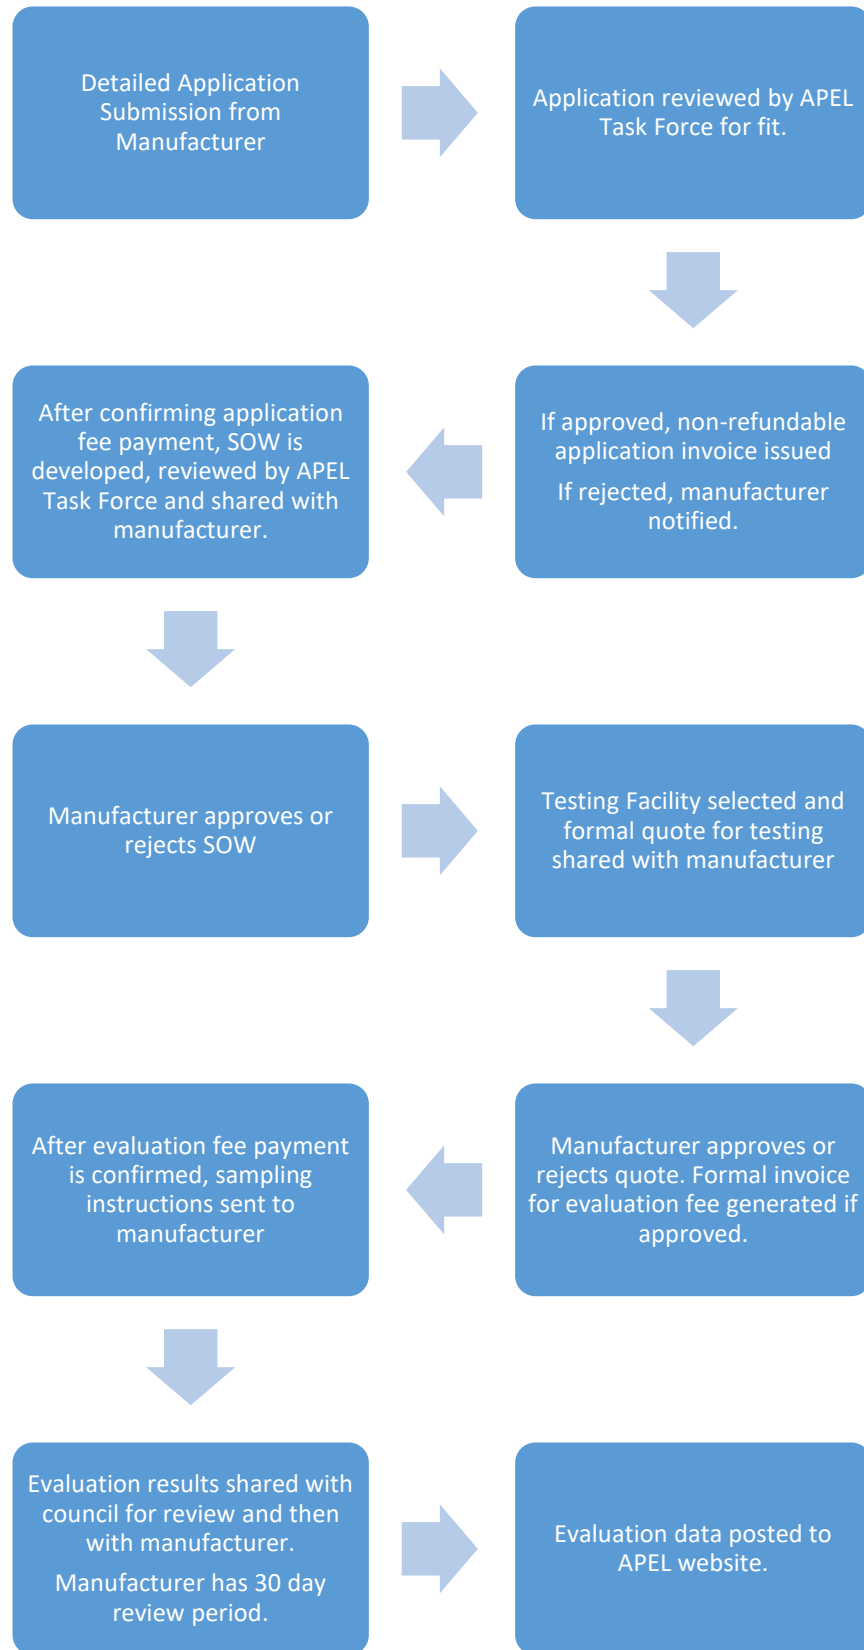 Detailed Application
Submission from
Manufacturer
Application reviewed by APEL
Task Force for fit.
If approved, non-refundable
application invoice issued
If rejected, manufacturer
notified.
After confirming application
fee payment, SOW is
developed, reviewed by APEL
Task Force and shared with
manufacturer.
Manufacturer approves or
rejects SOW
Testing Facility selected and
formal quote for testing
shared with manufacturer
Manufacturer approves or
rejects quote. Formal invoice
for evaluation fee generated if
approved.
After evaluation fee payment
is confirmed, sampling
instructions sent to
manufacturer
Evaluation results shared with
council for review and then
with manufacturer.
Manufacturer has 30 day
review period.
Evaluation data posted to
APEL website.